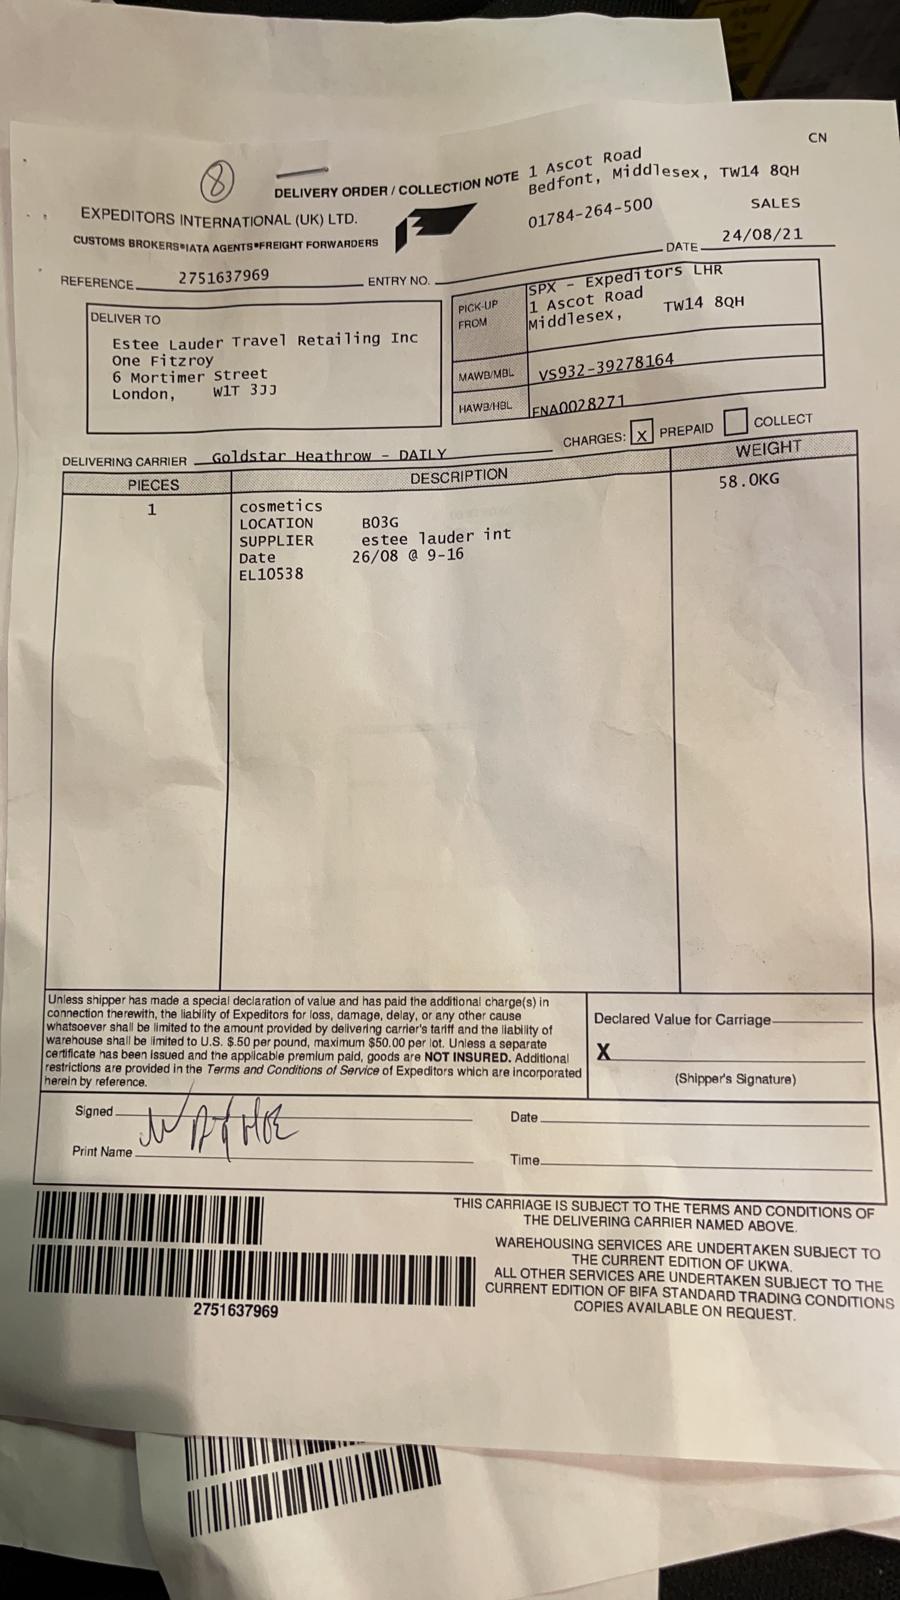 CN
8
DELIVERY ORDER / COLLECTION NOTE
1 Ascot Road
Bedfont, Middlesex, TW14 8QH
EXPEDITORS INTERNATIONAL (UK) LTD.
01784-264-500
SALES
CUSTOMS BROKERS•IATA AGENTS•FREIGHT FORWARDERS
DATE 24/08/21
REFERENCE 2751637969 ENTRY NO.
DELIVER TO
Estee Lauder Travel Retailing Inc
One Fitzroy
6 Mortimer Street
London, W1T 3JJ
PICK-UP FROM
SPX - Expeditors LHR
1 Ascot Road
Middlesex, TW14 8QH
MAWB/MBL VS932-39278164
HAWB/HBL ENA0028271
CHARGES: X PREPAID COLLECT
DELIVERING CARRIER Goldstar Heathrow - DAILY
PIECES DESCRIPTION WEIGHT
1 cosmetics 58.0KG
LOCATION B03G
SUPPLIER estee lauder int
Date 26/08 @ 9-16
EL10538
Unless shipper has made a special declaration of value and has paid the additional charge(s) in
connection therewith, the liability of Expeditors for loss, damage, delay, or any other cause
whatsoever shall be limited to the amount provided by delivering carrier's tariff and the liability of
warehouse shall be limited to U.S. $.50 per pound, maximum $50.00 per lot. Unless a separate
certificate has been issued and the applicable premium paid, goods are NOT INSURED. Additional
restrictions are provided in the Terms and Conditions of Service of Expeditors which are incorporated
herein by reference.
Declared Value for Carriage
X
(Shipper's Signature)
Signed
Date
Print Name
Time
THIS CARRIAGE IS SUBJECT TO THE TERMS AND CONDITIONS OF
THE DELIVERING CARRIER NAMED ABOVE.
WAREHOUSING SERVICES ARE UNDERTAKEN SUBJECT TO
THE CURRENT EDITION OF UKWA.
ALL OTHER SERVICES ARE UNDERTAKEN SUBJECT TO THE
CURRENT EDITION OF BIFA STANDARD TRADING CONDITIONS
COPIES AVAILABLE ON REQUEST.
2751637969